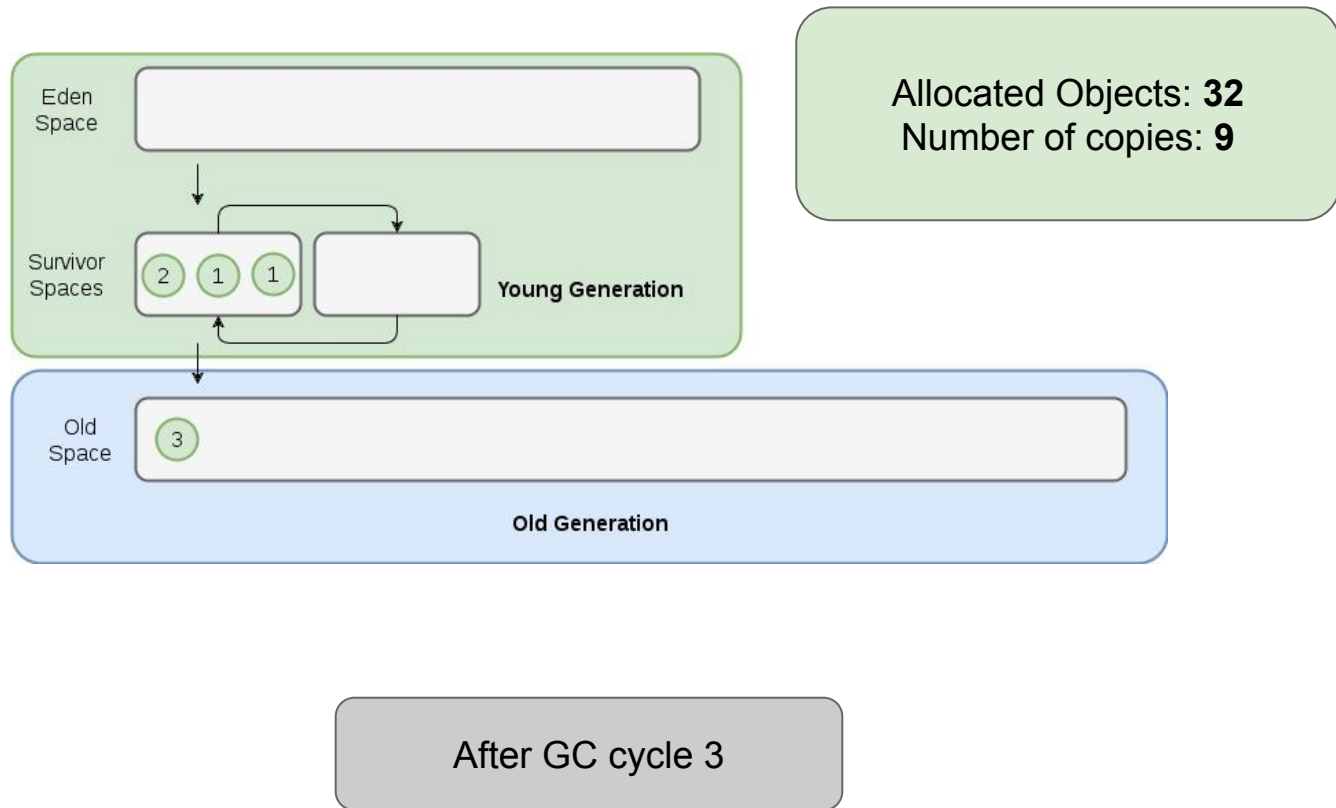 Allocated Objects: 32
Number of copies: 9
Eden
Space
Survivor
Spaces
2 1 1
Young Generation
Old
Space
3
Old Generation
After GC cycle 3